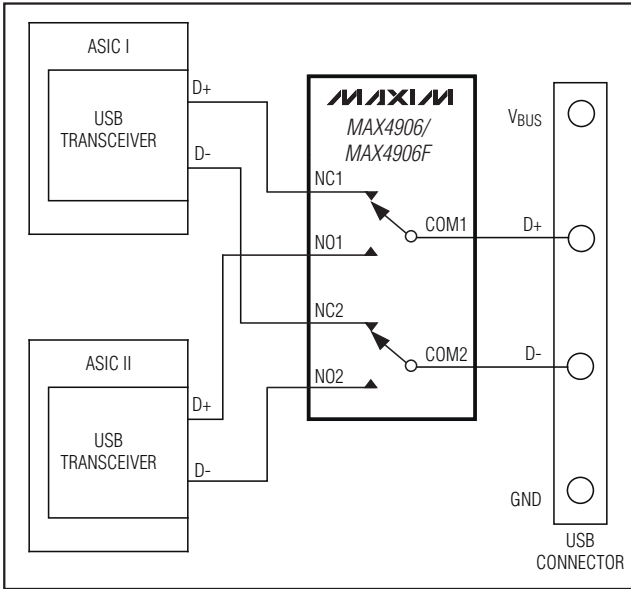 ASIC I
USB
TRANSCEIVER
D+
D-
MAXIM
MAX4906/
MAX4906F
NC1
COM1
NO1
NC2
COM2
NO2
ASIC II
USB
TRANSCEIVER
D+
D-
VBUS
D+
D-
GND
USB
CONNECTOR